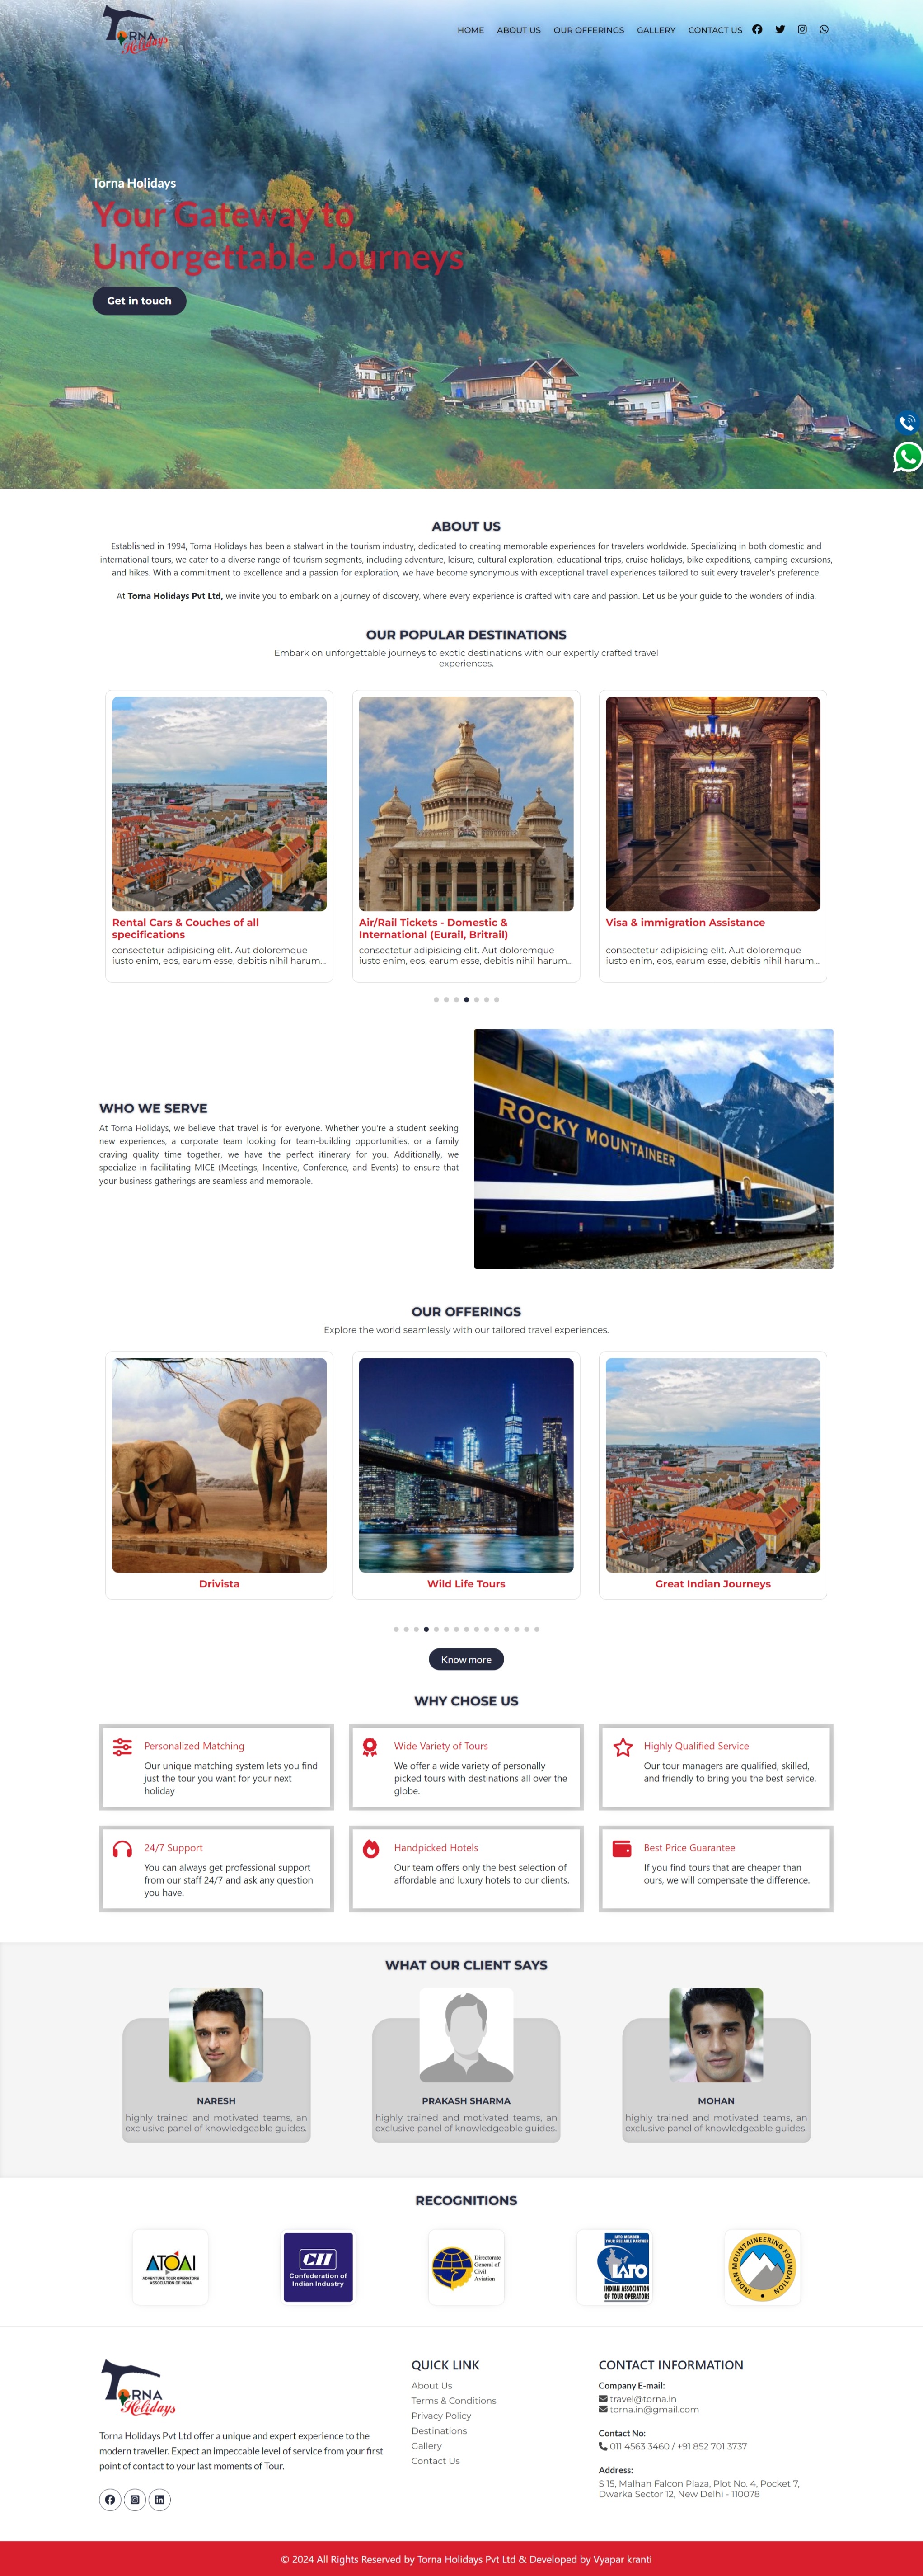 TORNA
Holidays
HOME ABOUT US OUR OFFERINGS GALLERY CONTACT US
Torna Holidays
Your Gateway to
Unforgettable Journeys
Get in touch
ABOUT US
Established in 1994, Torna Holidays has been a stalwart in the tourism industry, dedicated to creating memorable experiences for travelers worldwide. Specializing in both domestic and
international tours, we cater to a diverse range of tourism segments, including adventure, leisure, cultural exploration, educational trips, cruise holidays, bike expeditions, camping excursions,
and hikes. With a commitment to excellence and a passion for exploration, we have become synonymous with exceptional travel experiences tailored to suit every traveler's preference.
At Torna Holidays Pvt Ltd, we invite you to embark on a journey of discovery, where every experience is crafted with care and passion. Let us be your guide to the wonders of india.
OUR POPULAR DESTINATIONS
Embark on unforgettable journeys to exotic destinations with our expertly crafted travel
experiences.
Rental Cars & Couches of all
specifications
consectetur adipisicing elit. Aut doloremque
iusto enim, eos, earum esse, debitis nihil harum...
Air/Rail Tickets - Domestic &
International (Eurail, Britrail)
consectetur adipisicing elit. Aut doloremque
iusto enim, eos, earum esse, debitis nihil harum...
Visa & immigration Assistance
consectetur adipisicing elit. Aut doloremque
iusto enim, eos, earum esse, debitis nihil harum...
WHO WE SERVE
At Torna Holidays, we believe that travel is for everyone. Whether you're a student seeking
new experiences, a corporate team looking for team-building opportunities, or a family
craving quality time together, we have the perfect itinerary for you. Additionally, we
specialize in facilitating MICE (Meetings, Incentive, Conference, and Events) to ensure that
your business gatherings are seamless and memorable.
ROCKY MOUNTAINEER
OUR OFFERINGS
Explore the world seamlessly with our tailored travel experiences.
Drivista
Wild Life Tours
Great Indian Journeys
Know more
WHY CHOSE US
Personalized Matching
Our unique matching system lets you find
just the tour you want for your next
holiday
Wide Variety of Tours
We offer a wide variety of personally
picked tours with destinations all over the
globe.
Highly Qualified Service
Our tour managers are qualified, skilled,
and friendly to bring you the best service.
24/7 Support
You can always get professional support
from our staff 24/7 and ask any question
you have.
Handpicked Hotels
Our team offers only the best selection of
affordable and luxury hotels to our clients.
Best Price Guarantee
If you find tours that are cheaper than
ours, we will compensate the difference.
WHAT OUR CLIENT SAYS
NARESH
highly trained and motivated teams, an
exclusive panel of knowledgeable guides.
PRAKASH SHARMA
highly trained and motivated teams, an
exclusive panel of knowledgeable guides.
MOHAN
highly trained and motivated teams, an
exclusive panel of knowledgeable guides.
RECOGNITIONS
ATOAI
ADVENTURE TOUR OPERATORS
ASSOCIATION OF INDIA
CII
Confederation of
Indian Industry
Directorate
General of
Civil
Aviation
IATO MEMBER-
YOUR RELIABLE PARTNER
IATO
INDIAN ASSOCIATION
OF TOUR OPERATORS
INDIAN MOUNTAINEERING FOUNDATION
TORNA
Holidays
Torna Holidays Pvt Ltd offer a unique and expert experience to the
modern traveller. Expect an impeccable level of service from your first
point of contact to your last moments of Tour.
QUICK LINK
About Us
Terms & Conditions
Privacy Policy
Destinations
Gallery
Contact Us
CONTACT INFORMATION
Company E-mail:
travel@torna.in
torna.in@gmail.com
Contact No:
011 4563 3460 / +91 852 701 3737
Address:
S 15, Malhan Falcon Plaza, Plot No. 4, Pocket 7,
Dwarka Sector 12, New Delhi - 110078
© 2024 All Rights Reserved by Torna Holidays Pvt Ltd & Developed by Vyapar kranti